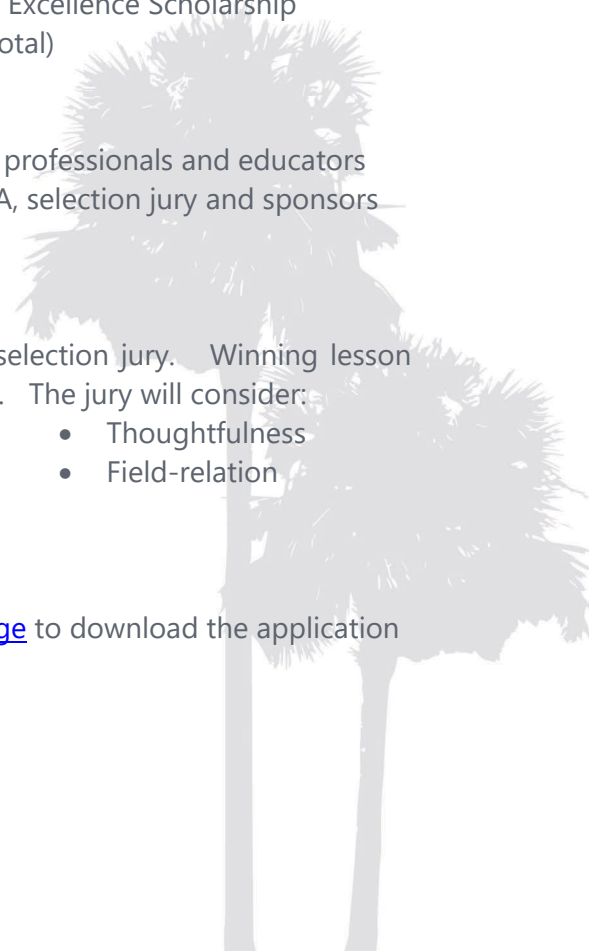 Excellence Scholarship
otal)
professionals and educators
A, selection jury and sponsors
selection jury. Winning lesson
. The jury will consider:
• Thoughtfulness
• Field-relation
ge to download the application